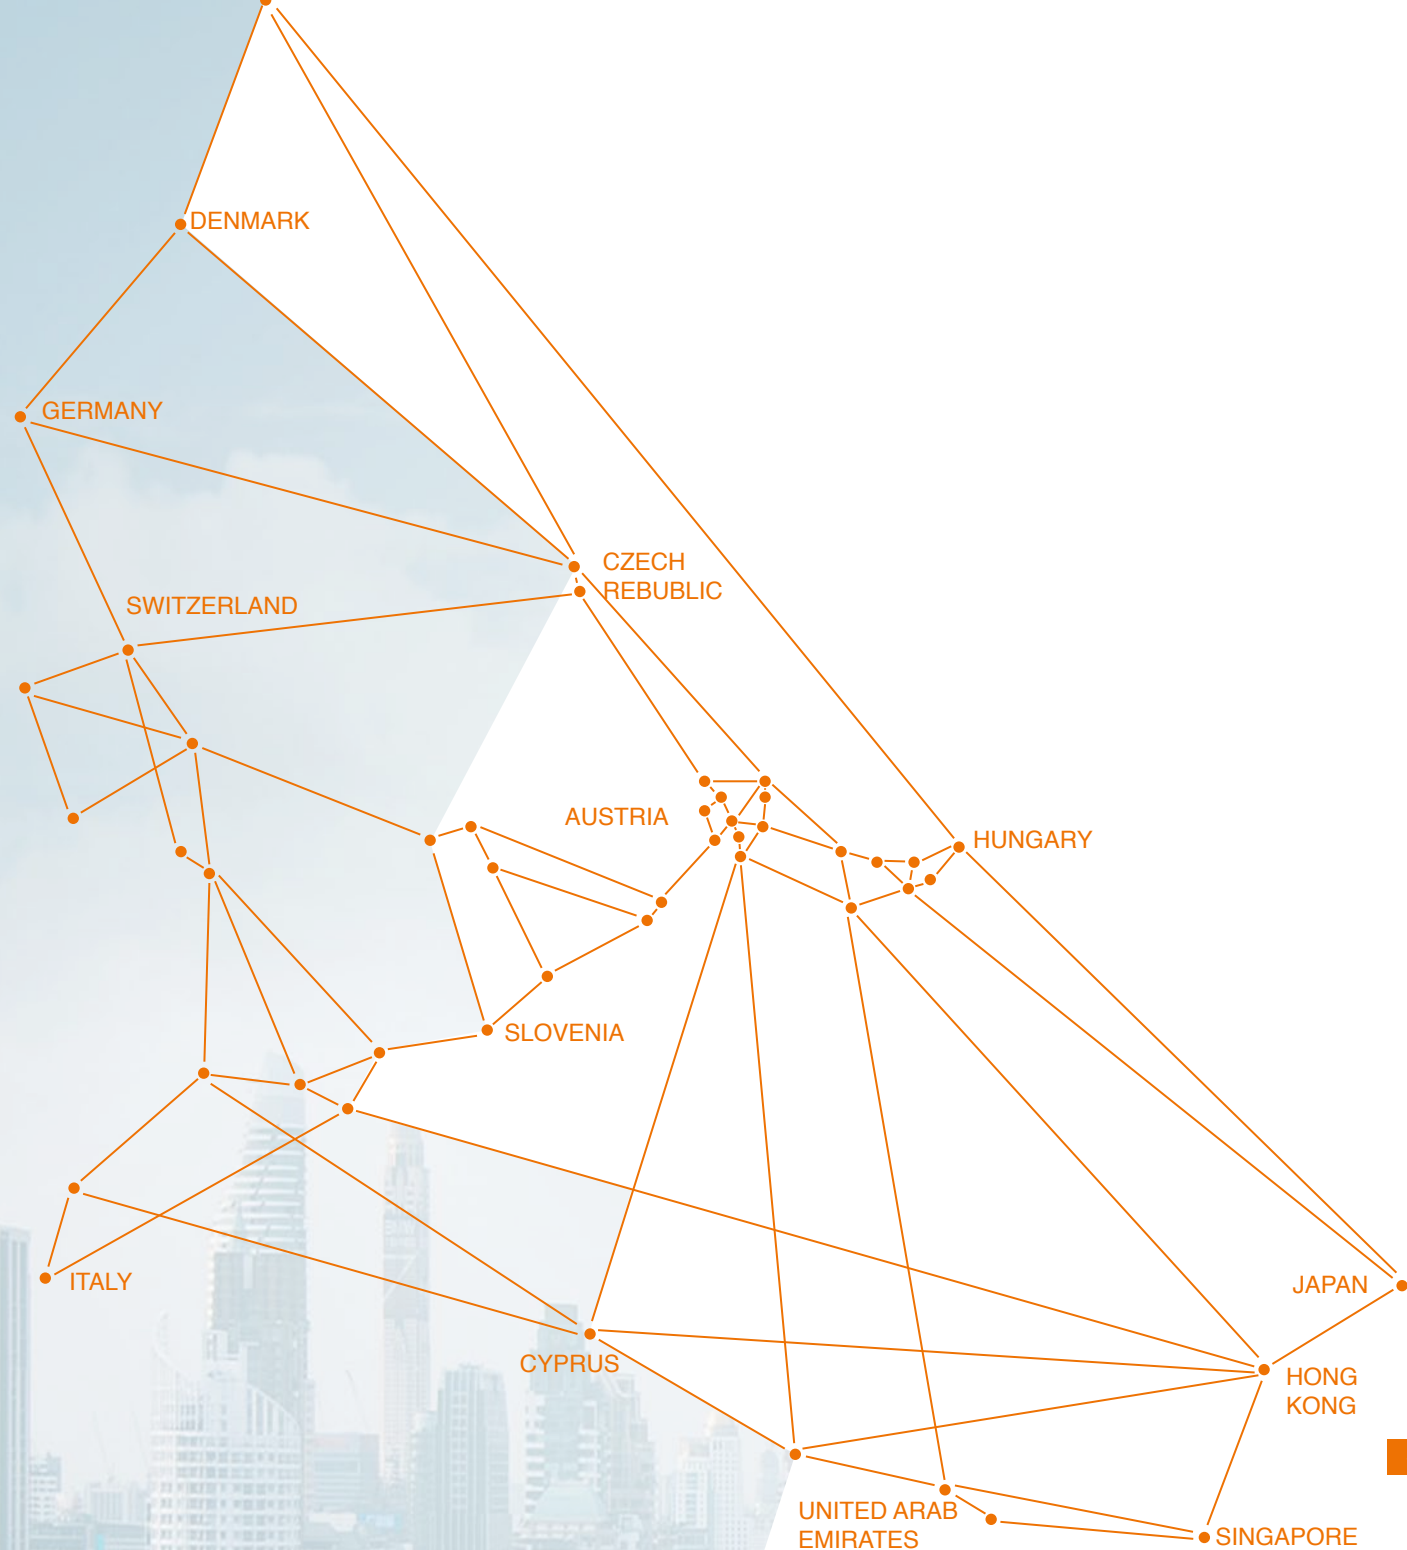 DENMARK
GERMANY
CZECH
REBUBLIC
SWITZERLAND
AUSTRIA
HUNGARY
SLOVENIA
ITALY
JAPAN
CYPRUS
HONG
KONG
UNITED ARAB
EMIRATES
SINGAPORE